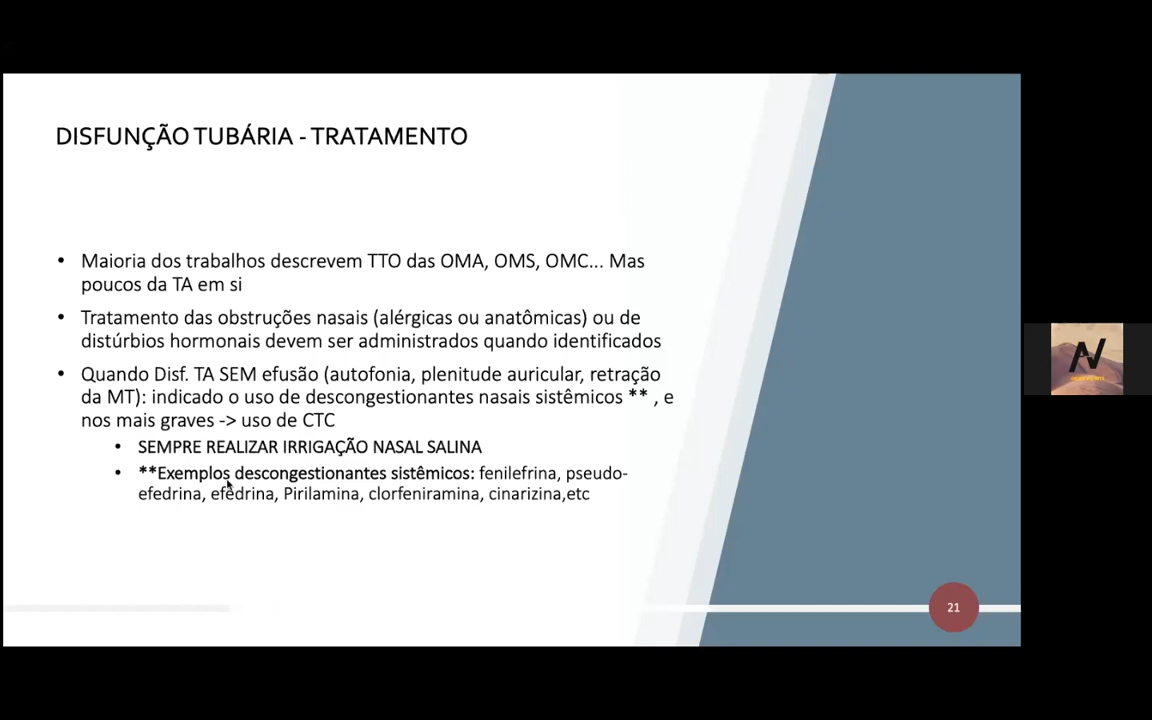 DISFUNÇÃO TUBÁRIA - TRATAMENTO
• Maioria dos trabalhos descrevem TTO das OMA, OMS, OMC... Mas
poucos da TA em si
• Tratamento das obstruções nasais (alérgicas ou anatômicas) ou de
distúrbios hormonais devem ser administrados quando identificados
• Quando Disf. TA SEM efusão (autofonia, plenitude auricular, retração
da MT): indicado o uso de descongestionantes nasais sistêmicos ** , e
nos mais graves -> uso de CTC
• SEMPRE REALIZAR IRRIGAÇÃO NASAL SALINA
• **Exemplos descongestionantes sistêmicos: fenilefrina, pseudo-
efedrina, efedrina, Pirilamina, clorfeniramina, cinarizina,etc
21